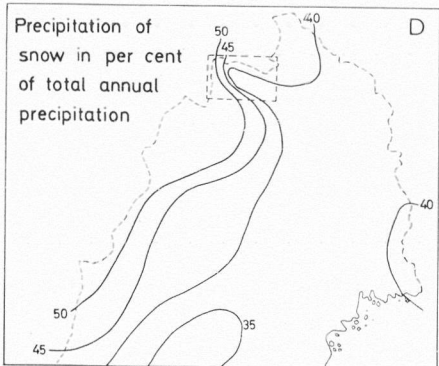 Precipitation of
snow in per cent
of total annual
precipitation
D
50
45
40
40
50
45
35